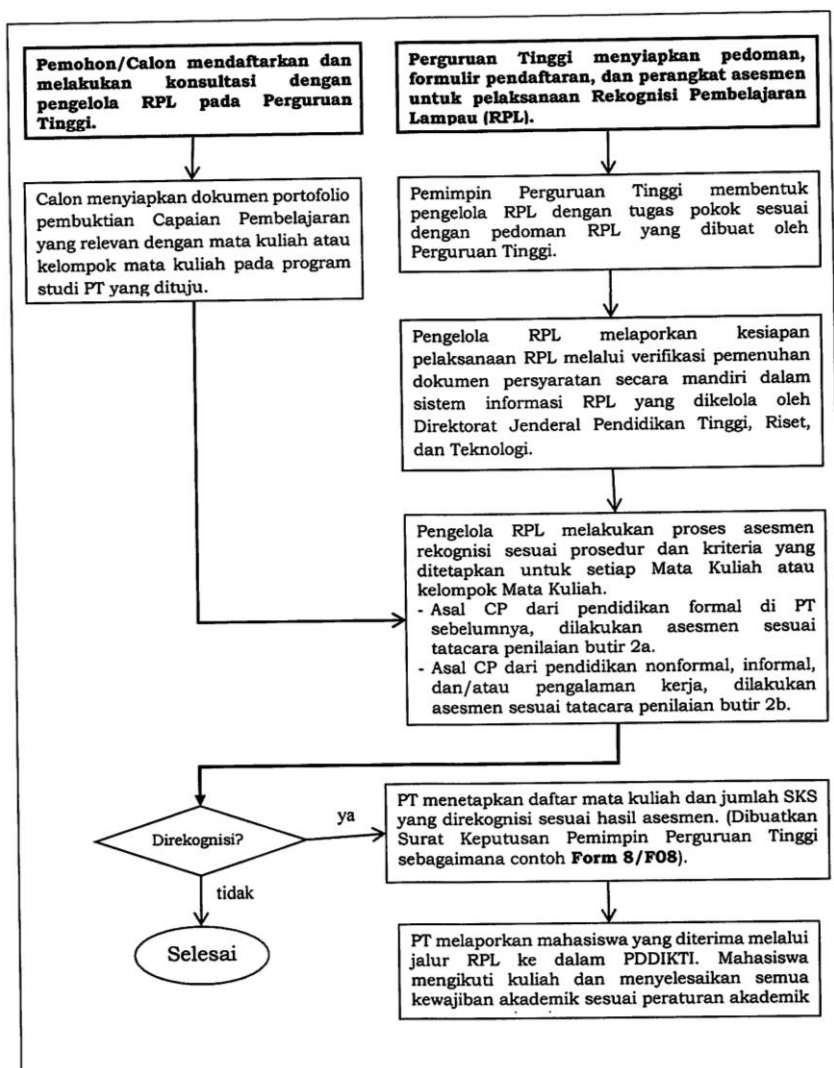 Pemohon/Calon mendaftarkan dan
melakukan konsultasi dengan
pengelola RPL pada Perguruan
Tinggi.
Perguruan Tinggi menyiapkan pedoman,
formulir pendaftaran, dan perangkat asesmen
untuk pelaksanaan Rekognisi Pembelajaran
Lampau (RPL).
Calon menyiapkan dokumen portofolio
pembuktian Capaian Pembelajaran
yang relevan dengan mata kuliah atau
kelompok mata kuliah pada program
studi PT yang dituju.
Pemimpin Perguruan Tinggi membentuk
pengelola RPL dengan tugas pokok sesuai
dengan pedoman RPL yang dibuat oleh
Perguruan Tinggi.
Pengelola RPL melaporkan kesiapan
pelaksanaan RPL melalui verifikasi pemenuhan
dokumen persyaratan secara mandiri dalam
sistem informasi RPL yang dikelola oleh
Direktorat Jenderal Pendidikan Tinggi, Riset,
dan Teknologi.
Pengelola RPL melakukan proses asesmen
rekognisi sesuai prosedur dan kriteria yang
ditetapkan untuk setiap Mata Kuliah atau
kelompok Mata Kuliah.
- Asal CP dari pendidikan formal di PT
sebelumnya, dilakukan asesmen sesuai
tatacara penilaian butir 2a.
- Asal CP dari pendidikan nonformal, informal,
dan/atau pengalaman kerja, dilakukan
asesmen sesuai tatacara penilaian butir 2b.
Direkognisi?
ya
PT menetapkan daftar mata kuliah dan jumlah SKS
yang direkognisi sesuai hasil asesmen. (Dibuatkan
Surat Keputusan Pemimpin Perguruan Tinggi
sebagaimana contoh Form 8/F08).
tidak
Selesai
PT melaporkan mahasiswa yang diterima melalui
jalur RPL ke dalam PDDIKTI. Mahasiswa
mengikuti kuliah dan menyelesaikan semua
kewajiban akademik sesuai peraturan akademik